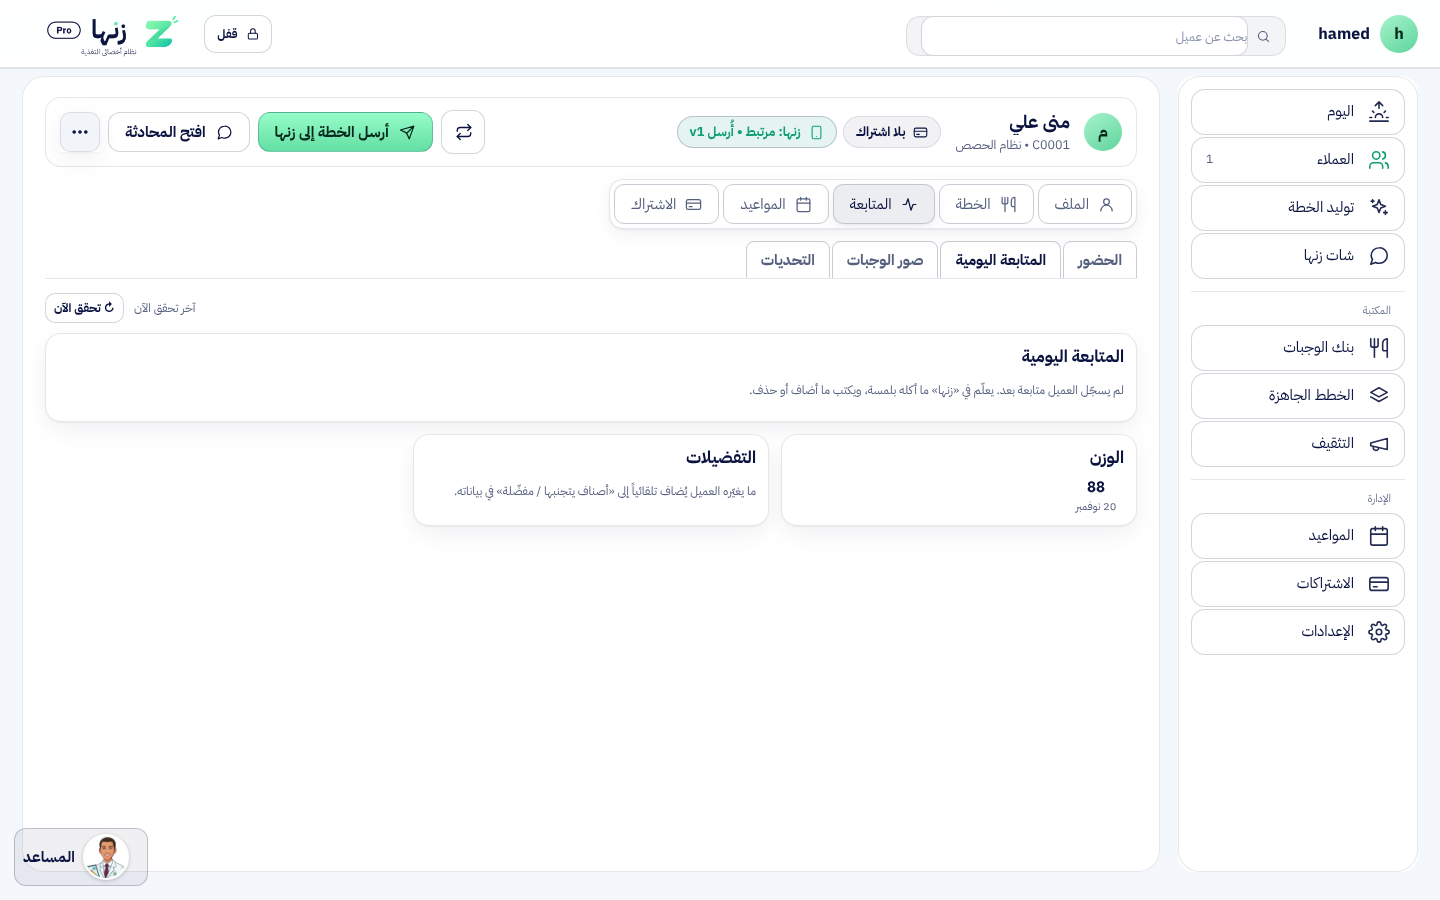 h
hamed
بحث عن عميل
قفل
زنها
Pro
نظام أخصائي التغذية
اليوم
العملاء
1
توليد الخطة
شات زنها
المكتبة
بنك الوجبات
الخطط الجاهزة
التثقيف
الإدارة
المواعيد
الاشتراكات
الإعدادات
م
منى علي
C0001 • نظام الحصص
بلا اشتراك
زنها: مرتبط • أُرسل v1
أرسل الخطة إلى زنها
افتح المحادثة
الملف
الخطة
المتابعة
المواعيد
الاشتراك
الحضور
المتابعة اليومية
صور الوجبات
التحديات
آخر تحقق الآن
↻ تحقق الآن
المتابعة اليومية
لم يسجّل العميل متابعة بعد. يعلّم في «زنها» ما أكله بلمسة، ويكتب ما أضاف أو حذف.
الوزن
88
20 نوفمبر
التفضيلات
ما يغيّره العميل يُضاف تلقائياً إلى «أصناف يتجنبها / مفضّلة» في بياناته.
المساعد